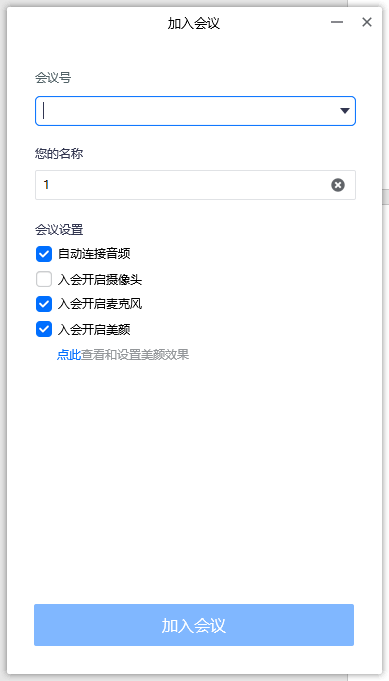 加入会议
会议号
您的名称
1
会议设置
自动连接音频
入会开启摄像头
入会开启麦克风
入会开启美颜
点此查看和设置美颜效果
加入会议